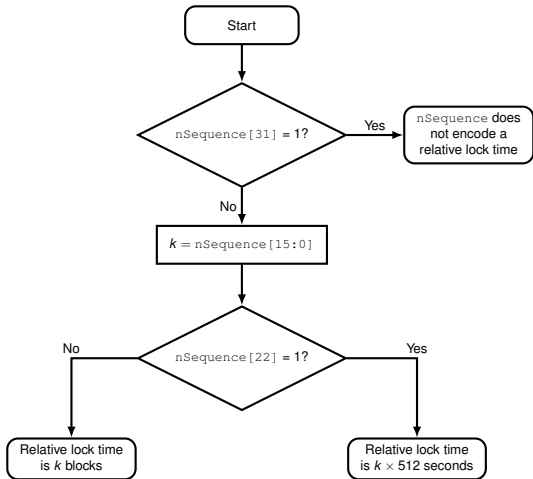 Start
nSequence[31] = 1?
Yes
nSequence does
not encode a
relative lock time
No
k = nSequence[15:0]
nSequence[22] = 1?
No
Yes
Relative lock time
is k blocks
Relative lock time
is k × 512 seconds